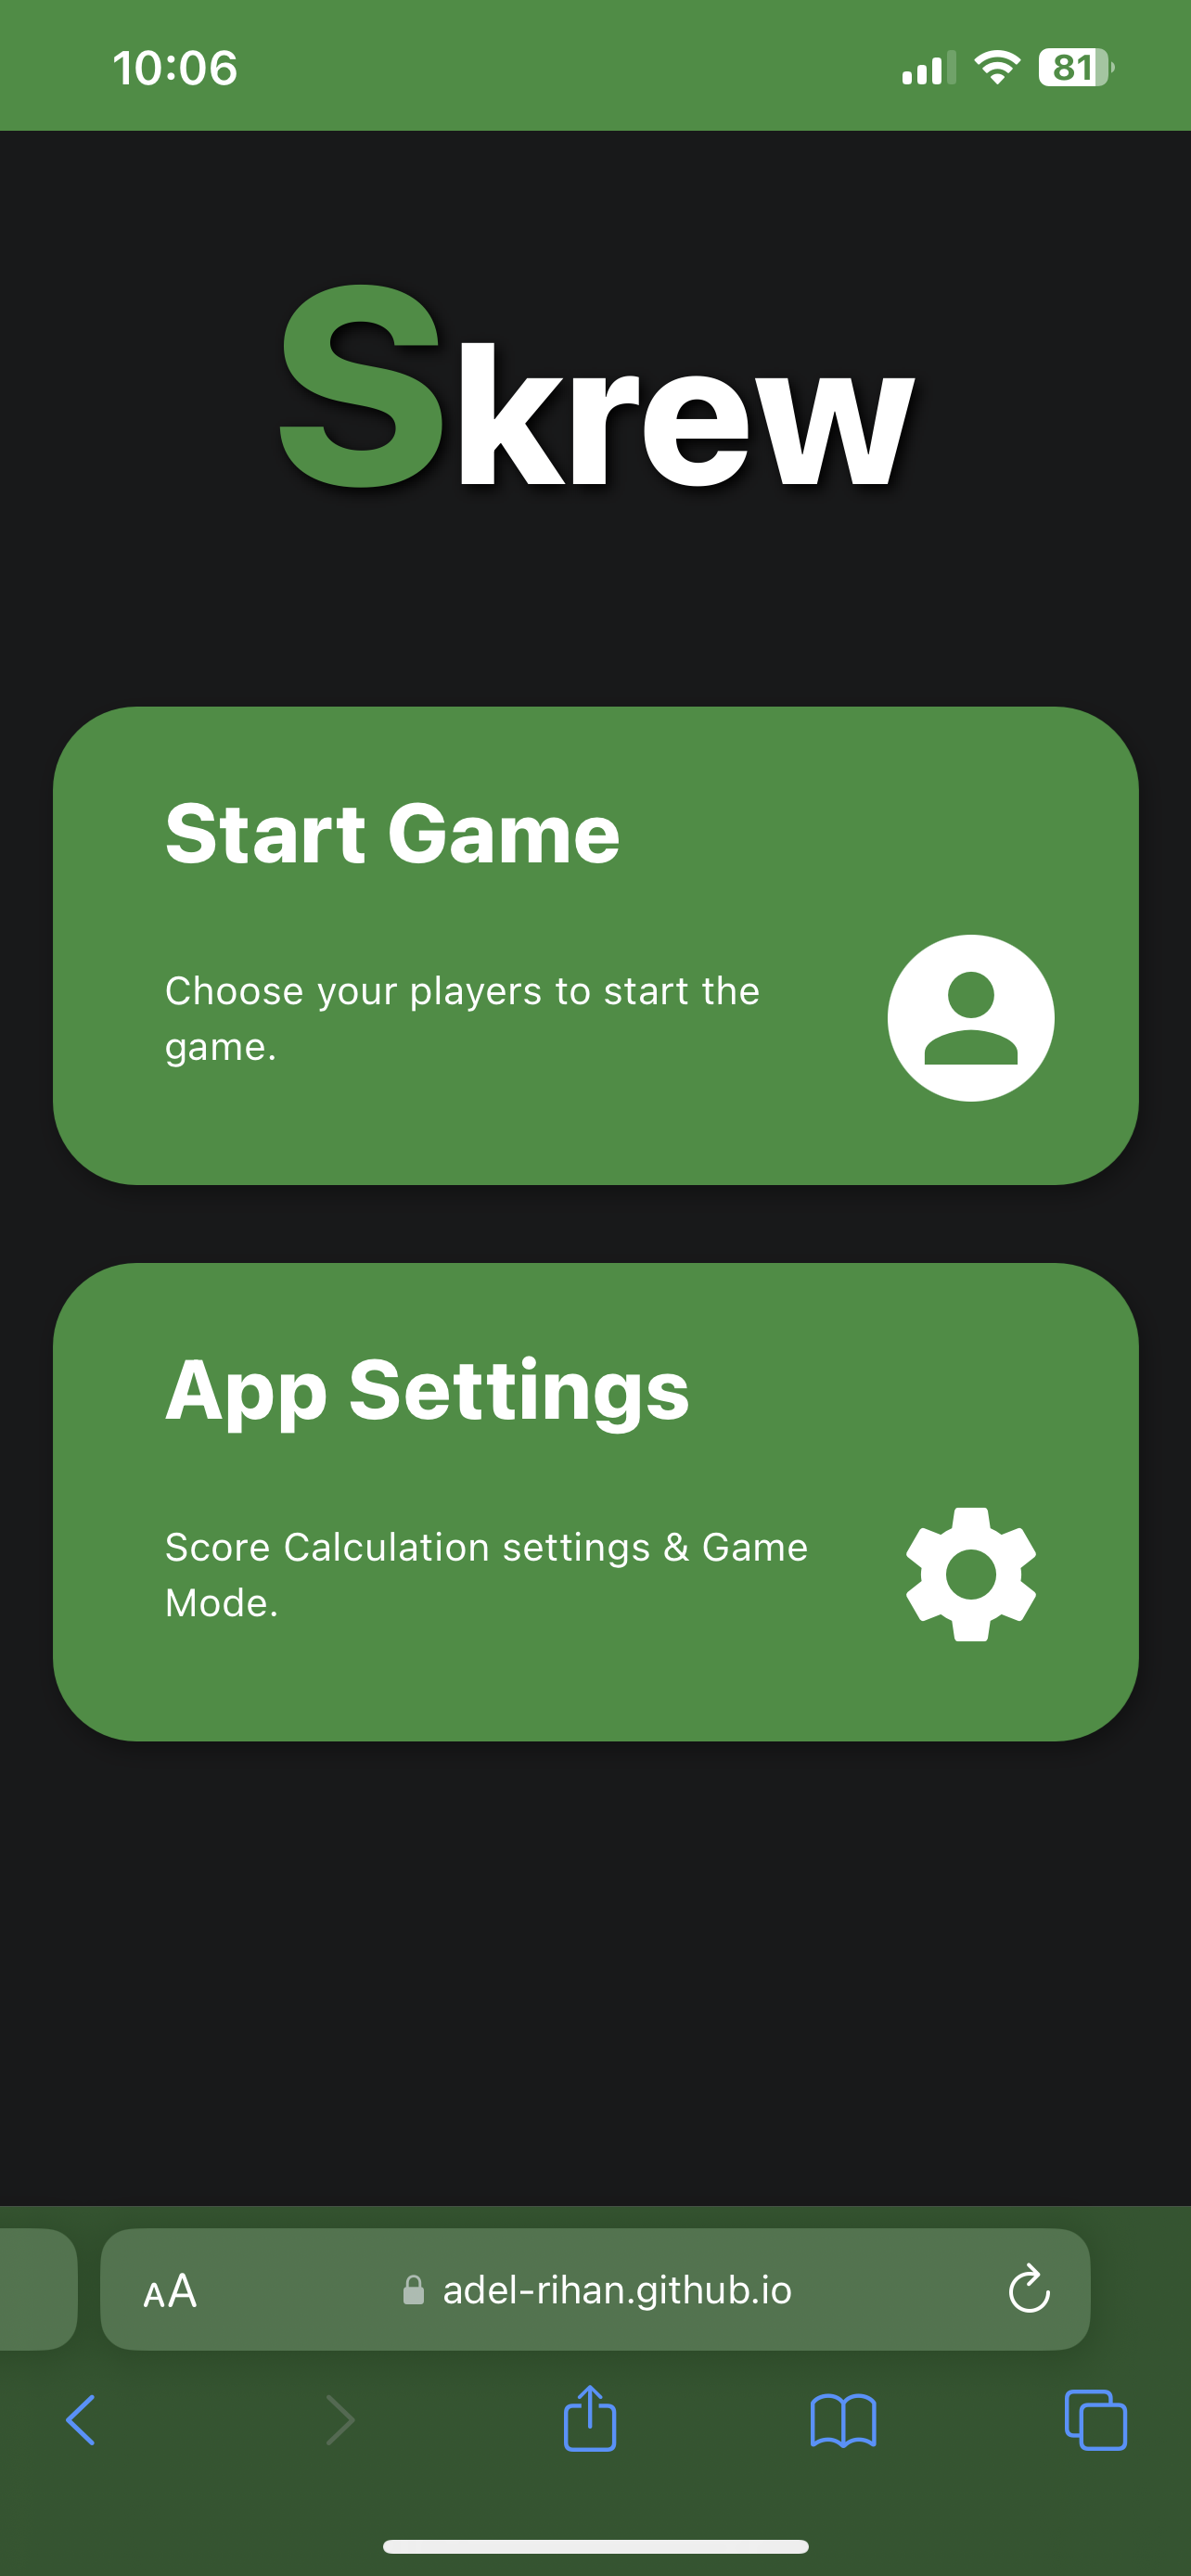 10:06
81
Skrew
Start Game
Choose your players to start the
game.
App Settings
Score Calculation settings & Game
Mode.
AA
adel-rihan.github.io